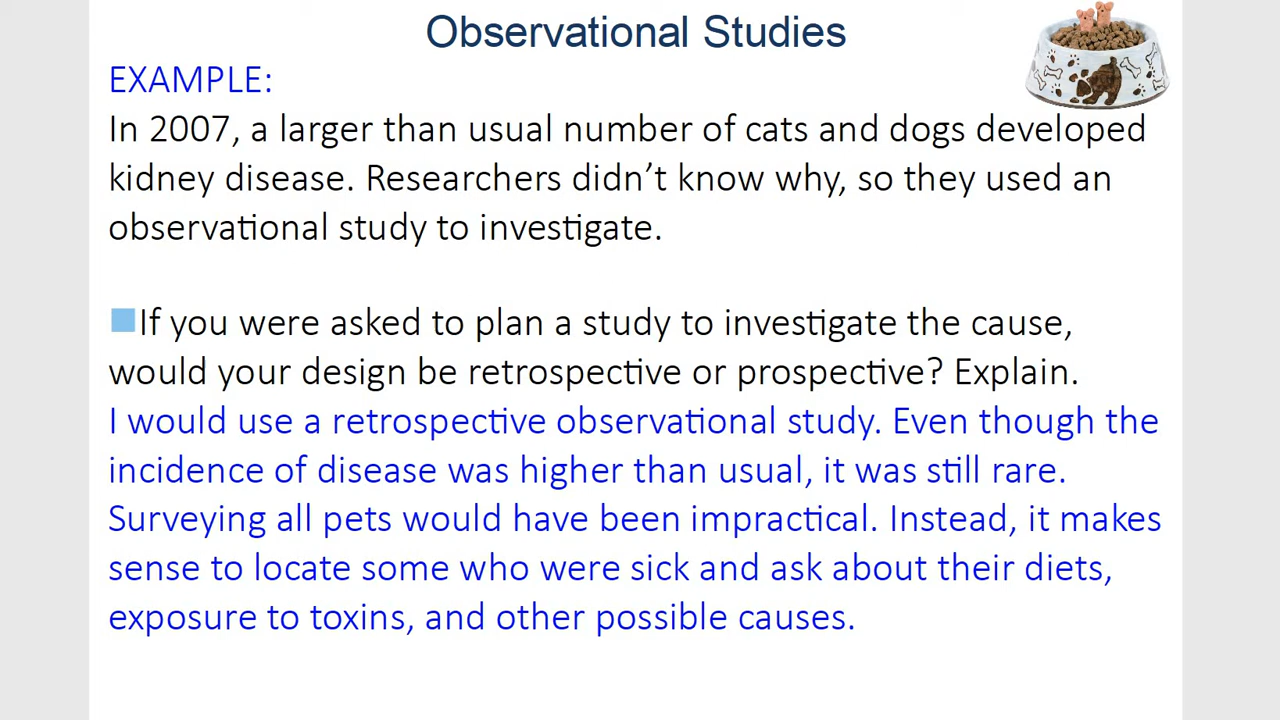 Observational Studies
EXAMPLE:
In 2007, a larger than usual number of cats and dogs developed
kidney disease. Researchers didn’t know why, so they used an
observational study to investigate.
If you were asked to plan a study to investigate the cause,
would your design be retrospective or prospective? Explain.
I would use a retrospective observational study. Even though the
incidence of disease was higher than usual, it was still rare.
Surveying all pets would have been impractical. Instead, it makes
sense to locate some who were sick and ask about their diets,
exposure to toxins, and other possible causes.